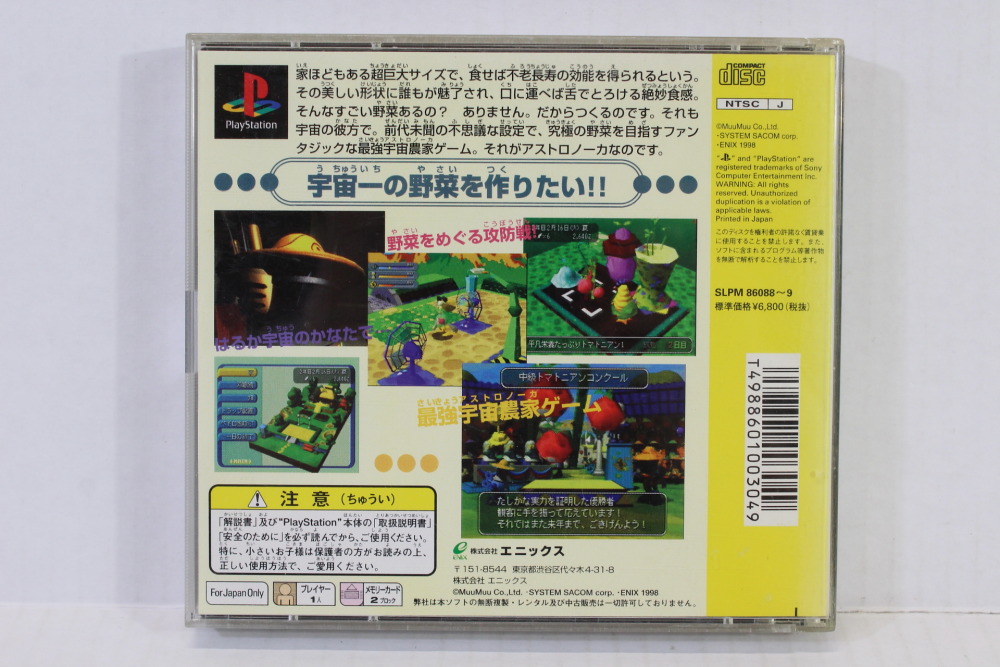 PlayStation
家ほどもある超巨大サイズで、食せば不老長寿の効能を得られるという。
その美しい形状に誰もが魅了され、口に運べば舌でとろける絶妙食感。
そんなすごい野菜あるの? ありません。だからつくるのです。それも
宇宙の彼方で。前代未聞の不思議な設定で、究極の野菜を目指すファン
タジックな最強宇宙農家ゲーム。それがアストロノーカなのです。
宇宙一の野菜を作りたい!!
野菜をめぐる攻防戦!
はるか宇宙のかなたで…
平凡栄養たっぷりトマトニアン!
2日目
中級トマトニアンコンクール
最強宇宙農家ゲーム
たしかな実力を証明した優勝者
観客に手を振って応えています!
それではまた来年まで、ごきげんよう!
注意(ちゅうい)
「解説書」及び"PlayStation"本体の「取扱説明書」
「安全のために」を必ず読んでから、ご使用ください。
特に、小さいお子様は保護者の方がお読みの上、
正しい使用方法で、ご愛用ください。
For Japan Only
プレイヤー
1人
メモリーカード
2ブロック
ENIX
株式会社 エニックス
〒151-8544 東京都渋谷区代々木4-31-8
株式会社 エニックス
©MuuMuu Co.,Ltd. ・SYSTEM SACOM corp. ・ENIX 1998
弊社は本ソフトの無断複製・レンタル及び中古販売は一切許可しておりません。
COMPACT
disc
NTSC J
©MuuMuu Co.,Ltd.
・SYSTEM SACOM corp.
・ENIX 1998
" " and "PlayStation" are
registered trademarks of Sony
Computer Entertainment Inc.
WARNING: All rights
reserved. Unauthorized
duplication is a violation of
applicable laws.
Printed in Japan
このディスクを権利者の許諾なく賃貸業
に使用することを禁止します。また、
ソフトに含まれるプログラム等著作物
を無断で解析することを禁止します。
SLPM 86088~9
標準価格¥6,800(税抜)
T4988601003049